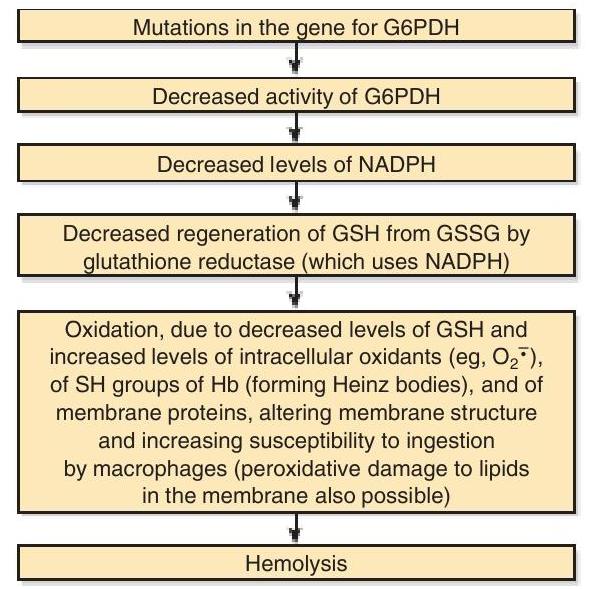 Mutations in the gene for G6PDH
Decreased activity of G6PDH
Decreased levels of NADPH
Decreased regeneration of GSH from GSSG by
glutathione reductase (which uses NADPH)
Oxidation, due to decreased levels of GSH and
increased levels of intracellular oxidants (eg, O₂⁻•),
of SH groups of Hb (forming Heinz bodies), and of
membrane proteins, altering membrane structure
and increasing susceptibility to ingestion
by macrophages (peroxidative damage to lipids
in the membrane also possible)
Hemolysis